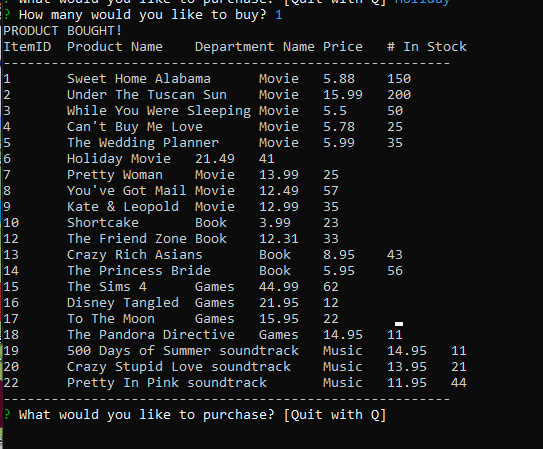 ? What would you like to purchase? [Quit with Q] Holiday
? How many would you like to buy? 1
PRODUCT BOUGHT!
ItemID  Product Name    Department Name Price   # In Stock
--------------------------------------------------------
1       Sweet Home Alabama      Movie   5.88    150
2       Under The Tuscan Sun    Movie   15.99   200
3       While You Were Sleeping Movie   5.5     50
4       Can't Buy Me Love       Movie   5.78    25
5       The Wedding Planner     Movie   5.99    35
6       Holiday Movie   21.49   41
7       Pretty Woman    Movie   13.99   25
8       You've Got Mail Movie   12.49   57
9       Kate & Leopold  Movie   12.99   35
10      Shortcake       Book    3.99    23
12      The Friend Zone Book    12.31   33
13      Crazy Rich Asians       Book    8.95    43
14      The Princess Bride      Book    5.95    56
15      The Sims 4      Games   44.99   62
16      Disney Tangled  Games   21.95   12
17      To The Moon     Games   15.95   22
18      The Pandora Directive   Games   14.95   11
19      500 Days of Summer soundtrack   Music   14.95   11
20      Crazy Stupid Love soundtrack    Music   13.95   21
22      Pretty In Pink soundtrack       Music   11.95   44
--------------------------------------------------------
? What would you like to purchase? [Quit with Q]